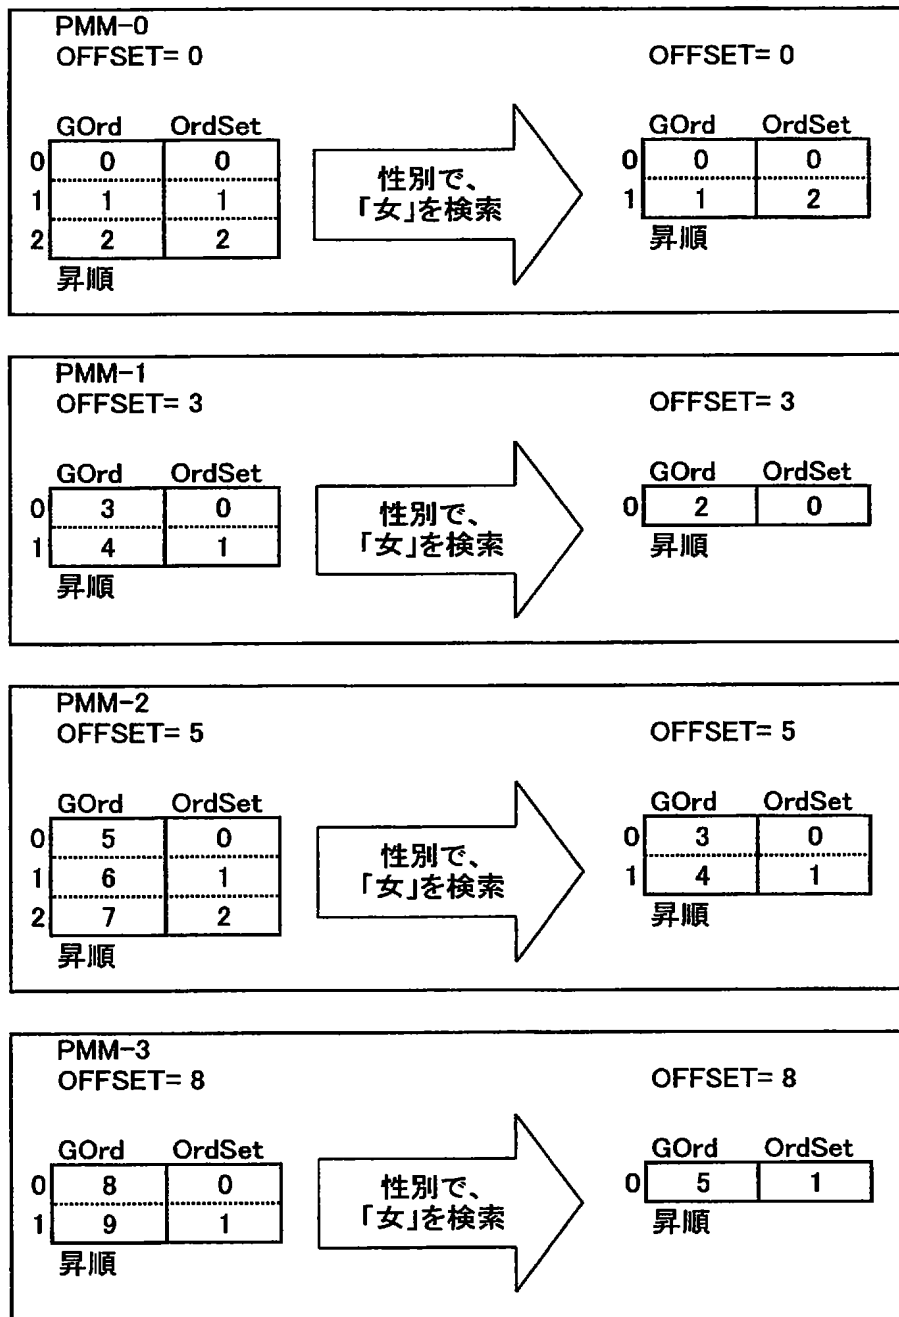 PMM-0
OFFSET= 0 OFFSET= 0
GOrd OrdSet GOrd OrdSet
0 0 0 0 0 0
1 1 1 性別で、 1 1 2
2 2 2 「女」を検索 昇順
昇順
PMM-1
OFFSET= 3 OFFSET= 3
GOrd OrdSet GOrd OrdSet
0 3 0 性別で、 0 2 0
1 4 1 「女」を検索 昇順
昇順
PMM-2
OFFSET= 5 OFFSET= 5
GOrd OrdSet GOrd OrdSet
0 5 0 0 3 0
1 6 1 性別で、 1 4 1
2 7 2 「女」を検索 昇順
昇順
PMM-3
OFFSET= 8 OFFSET= 8
GOrd OrdSet GOrd OrdSet
0 8 0 性別で、 0 5 1
1 9 1 「女」を検索 昇順
昇順